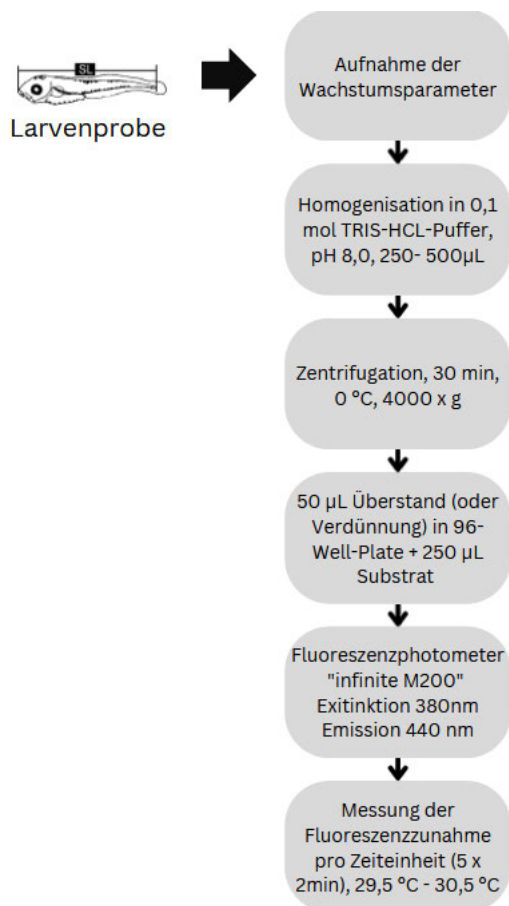 SL
Larvenprobe
Aufnahme der
Wachstumsparameter
Homogenisation in 0,1
mol TRIS-HCL-Puffer,
pH 8,0, 250- 500µL
Zentrifugation, 30 min,
0 °C, 4000 x g
50 µL Überstand (oder
Verdünnung) in 96-
Well-Plate + 250 µL
Substrat
Fluoreszenzphotometer
"infinite M200"
Exitinktion 380nm
Emission 440 nm
Messung der
Fluoreszenzzunahme
pro Zeiteinheit (5 x
2min), 29,5 °C - 30,5 °C